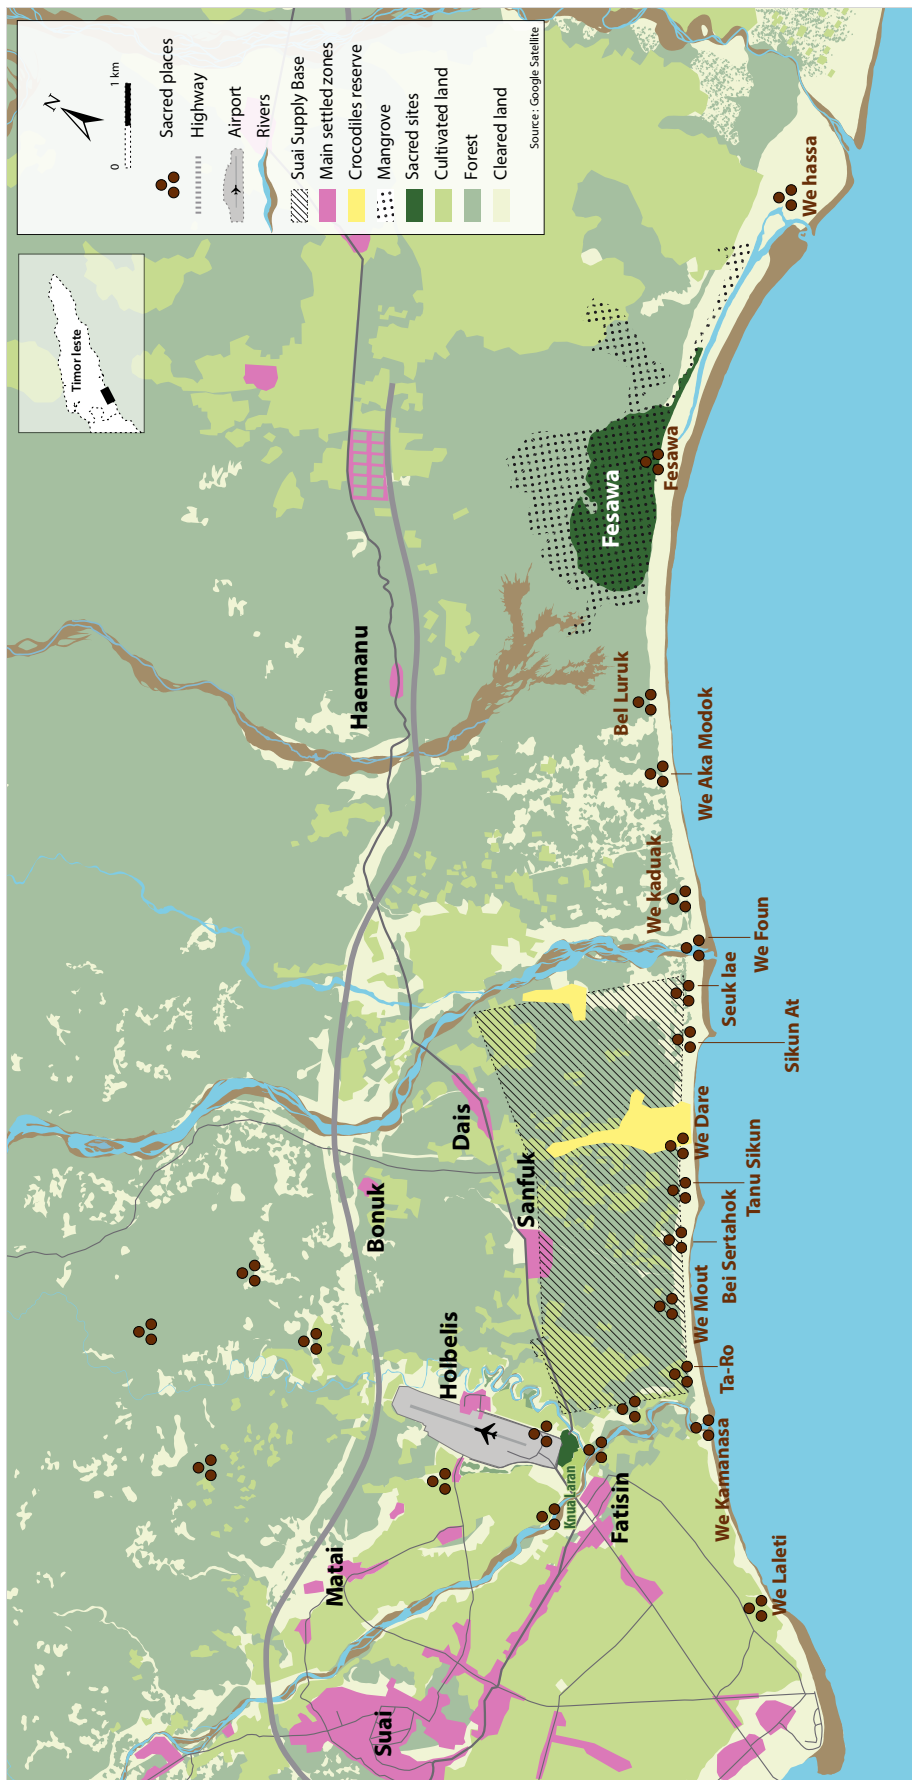 N
0
1 km
Sacred places
Highway
Airport
Rivers
Suai Supply Base
Main settled zones
Crocodiles reserve
Mangrove
Sacred sites
Cultivated land
Forest
Cleared land
Source : Google Satellite
Timor leste
Suai
Matai
Holbelis
Bonuk
Haemanu
Dais
Sanfuk
Knua Laran
Fatisin
Fesawa
Fesawa
We Laleti
We Kamanasa
Ta-Ro
We Mout
Bei Sertahok
Tanu Sikun
We Dare
Sikun At
Seuk lae
We Foun
We kaduak
We Aka Modok
Bel Luruk
We hassa